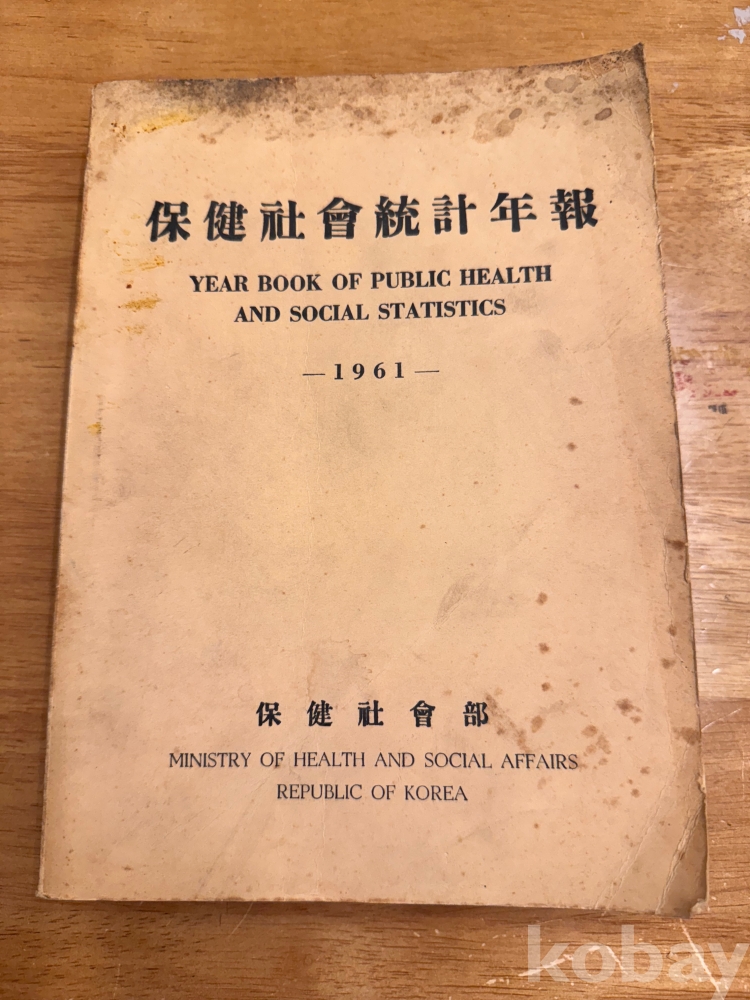 保健社會統計年報
YEAR BOOK OF PUBLIC HEALTH
AND SOCIAL STATISTICS
—1961—
保健社會部
MINISTRY OF HEALTH AND SOCIAL AFFAIRS
REPUBLIC OF KOREA
kobay